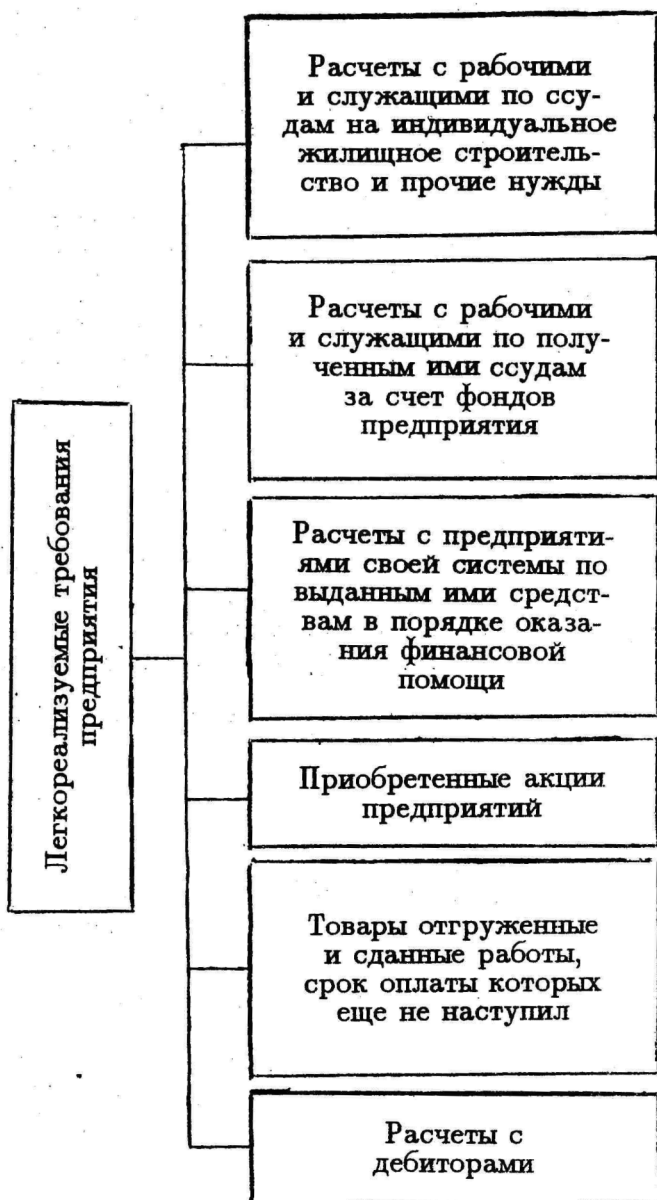 Легкореализуемые требования
предприятия
Расчеты с рабочими
и служащими по ссу-
дам на индивидуальное
жилищное строитель-
ство и прочие нужды
Расчеты с рабочими
и служащими по полу-
ченным ими ссудам
за счет фондов
предприятия
Расчеты с предприяти-
ями своей системы по
выданным ими средст-
вам в порядке оказа-
ния финансовой
помощи
Приобретенные акции
предприятий
Товары отгруженные
и сданные работы,
срок оплаты которых
еще не наступил
Расчеты с
дебиторами